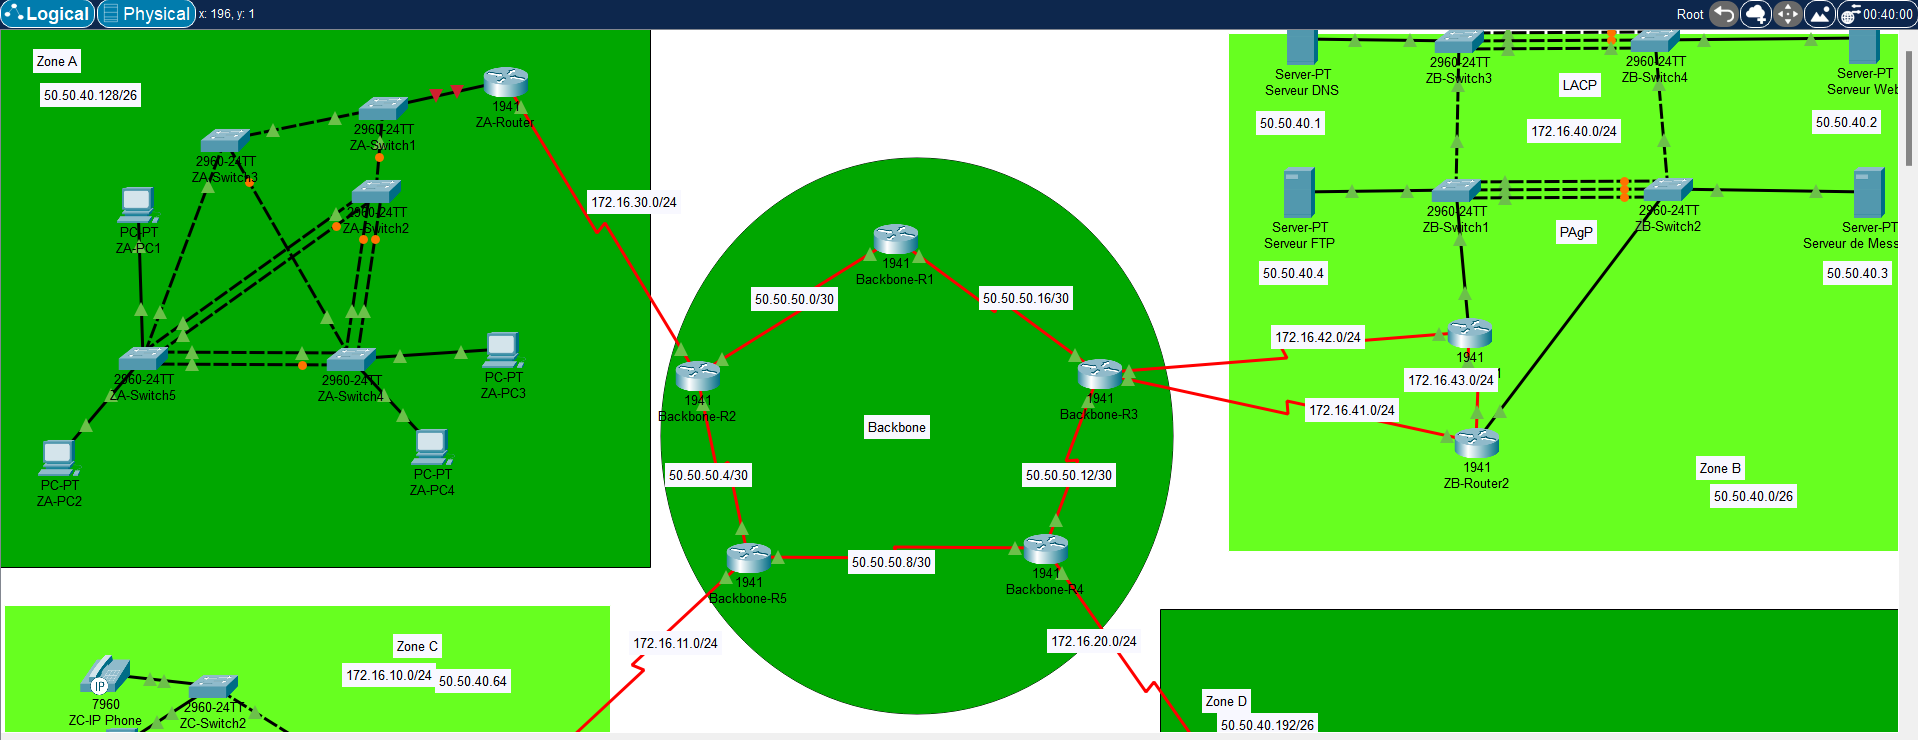 Logical
Physical
x: 196, y: 1
Root
00:40:00
Zone A
50.50.40.128/26
1941
ZA-Router
2960-24TT
ZA-Switch1
2960-24TT
ZA-Switch3
2960-24TT
ZA-Switch2
PC-PT
ZA-PC1
2960-24TT
ZA-Switch5
2960-24TT
ZA-Switch4
PC-PT
ZA-PC3
PC-PT
ZA-PC2
PC-PT
ZA-PC4
172.16.30.0/24
1941
Backbone-R1
50.50.50.0/30
50.50.50.16/30
1941
Backbone-R2
1941
Backbone-R3
Backbone
50.50.50.4/30
50.50.50.12/30
50.50.50.8/30
1941
Backbone-R5
1941
Backbone-R4
172.16.11.0/24
172.16.20.0/24
Server-PT
Serveur DNS
2960-24TT
ZB-Switch3
2960-24TT
ZB-Switch4
Server-PT
Serveur Web
LACP
50.50.40.1
172.16.40.0/24
50.50.40.2
Server-PT
Serveur FTP
2960-24TT
ZB-Switch1
2960-24TT
ZB-Switch2
Server-PT
Serveur de Mess
PAgP
50.50.40.4
50.50.40.3
172.16.42.0/24
1941
172.16.43.0/24
1
172.16.41.0/24
1941
ZB-Router2
Zone B
50.50.40.0/26
Zone C
172.16.10.0/24
50.50.40.64
IP
7960
ZC-IP Phone
2960-24TT
ZC-Switch2
Zone D
50.50.40.192/26